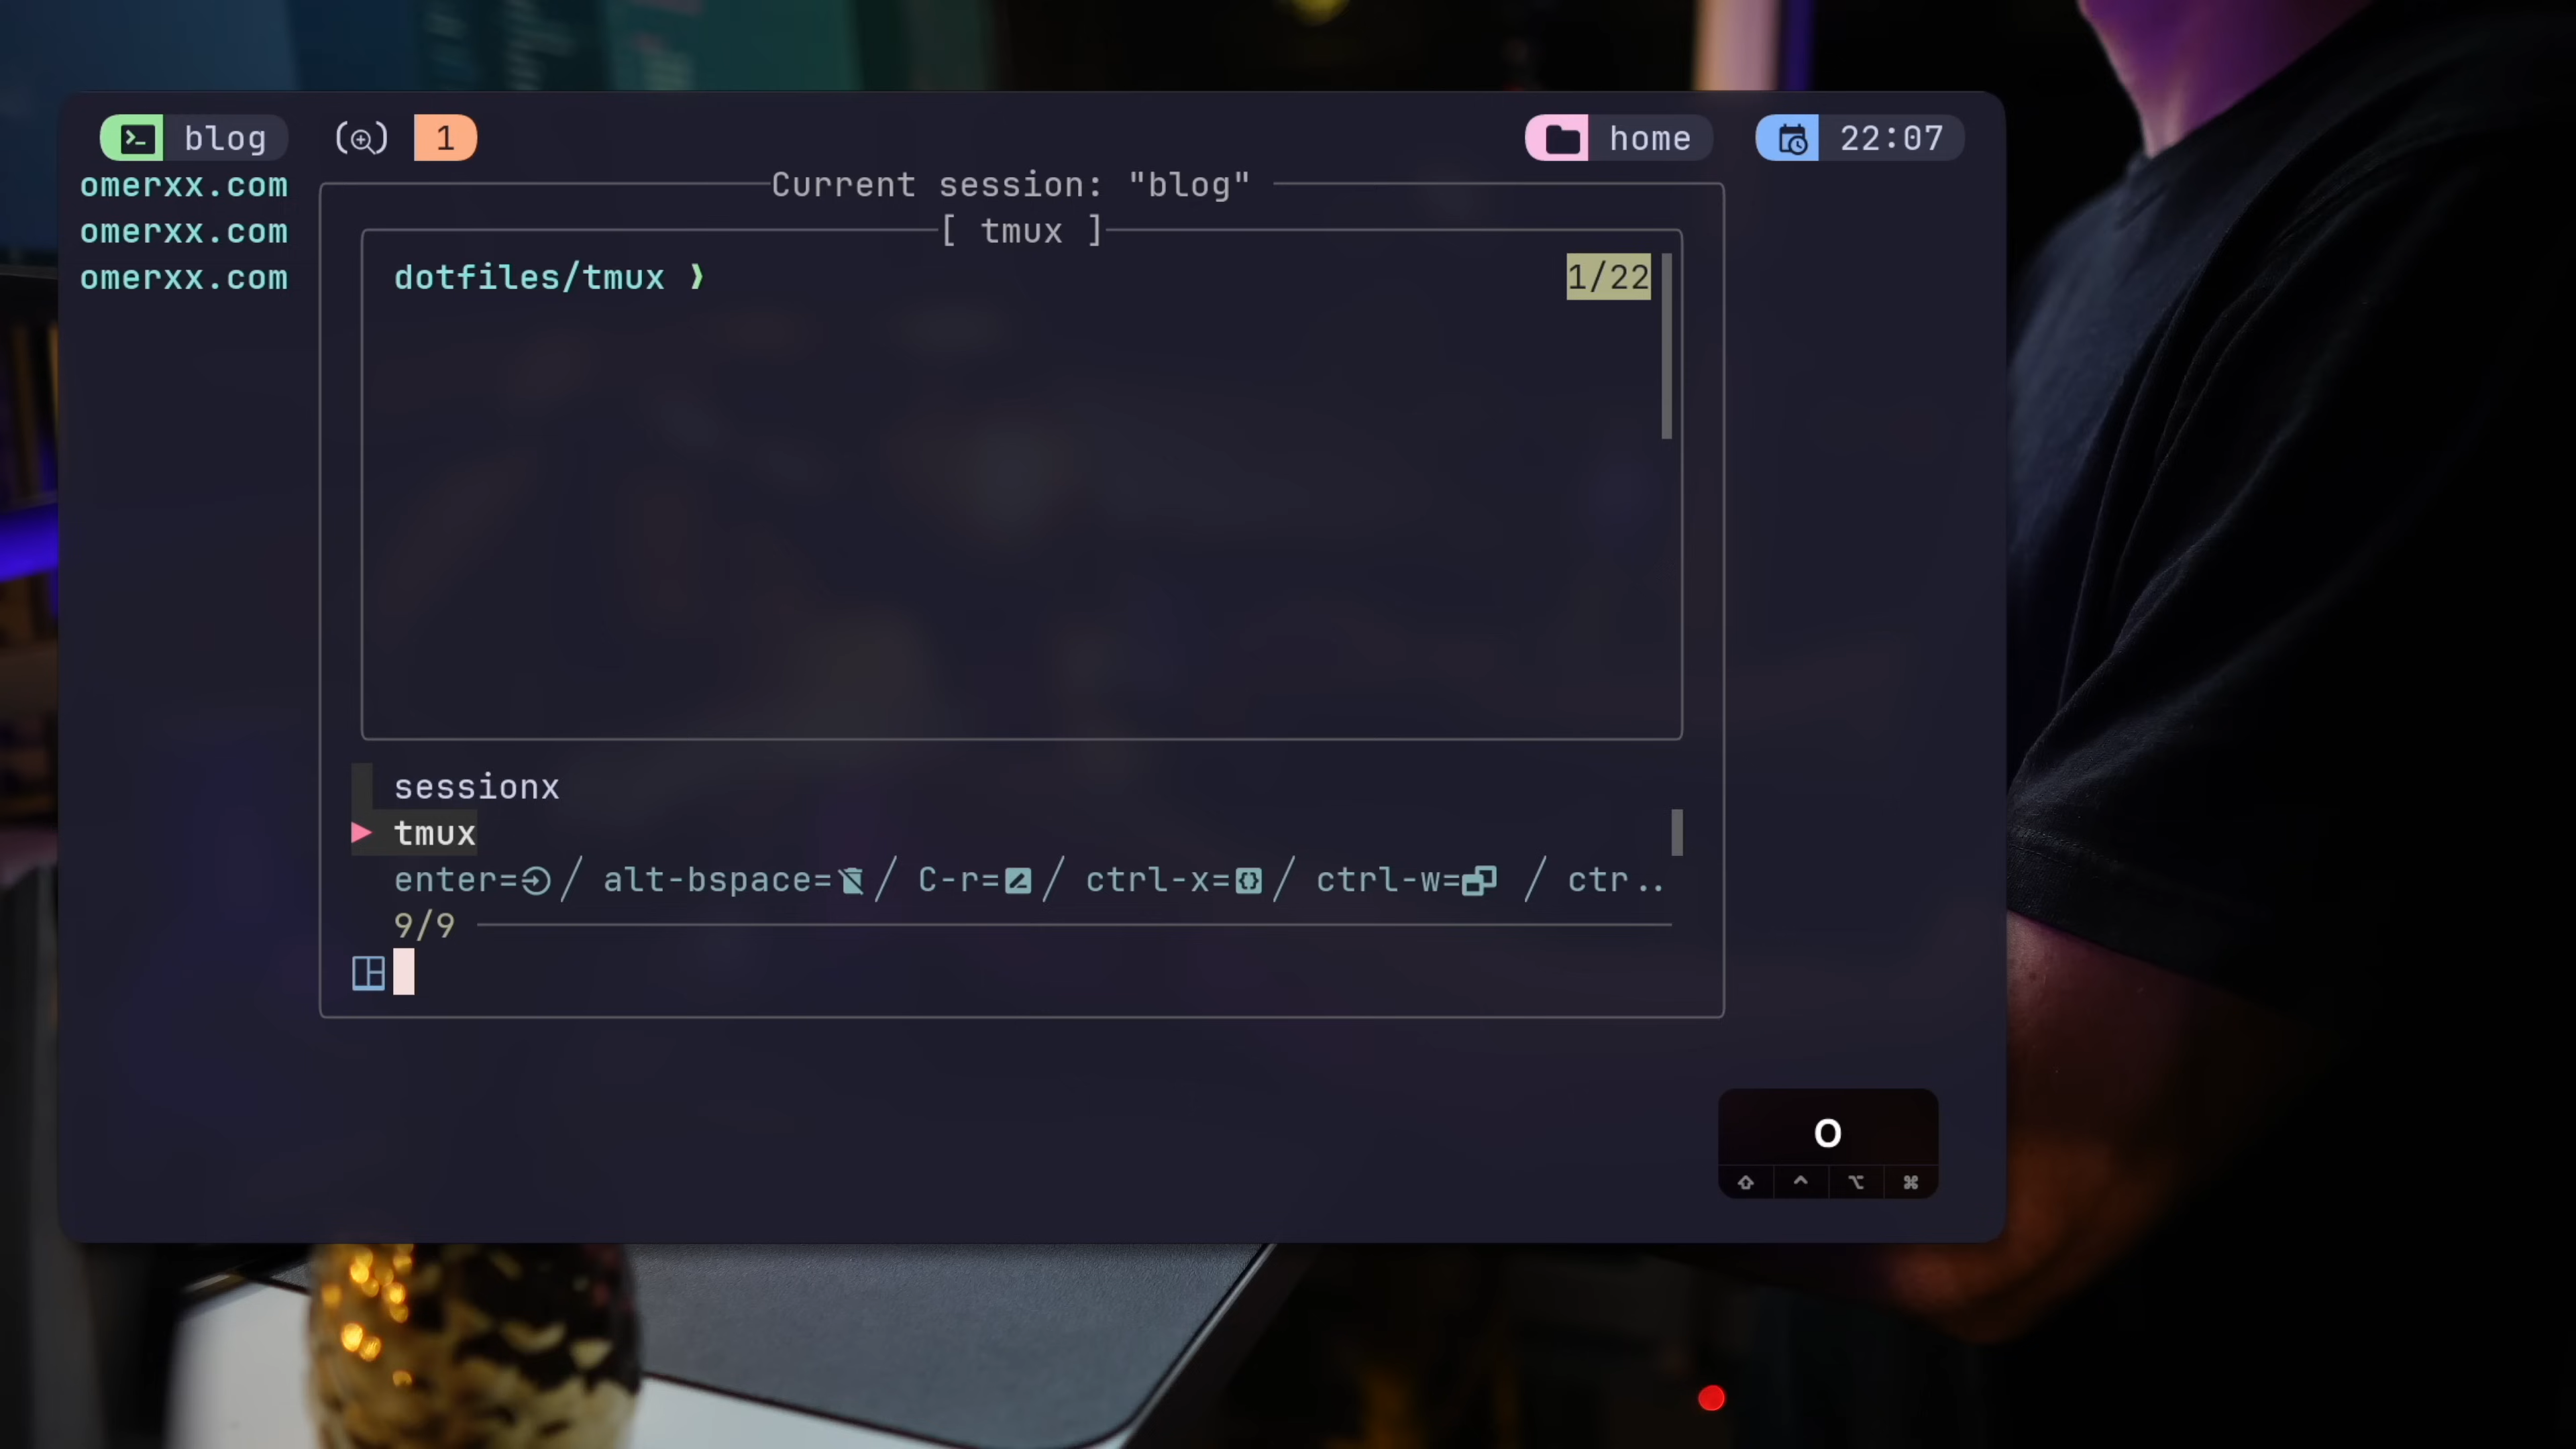 blog 1 home 22:07
omerxx.com
Current session: "blog"
omerxx.com
[ tmux ]
omerxx.com
dotfiles/tmux ❯ 1/22
sessionx
tmux
enter= / alt-bspace= / C-r= / ctrl-x= / ctrl-w= / ctr..
9/9
o